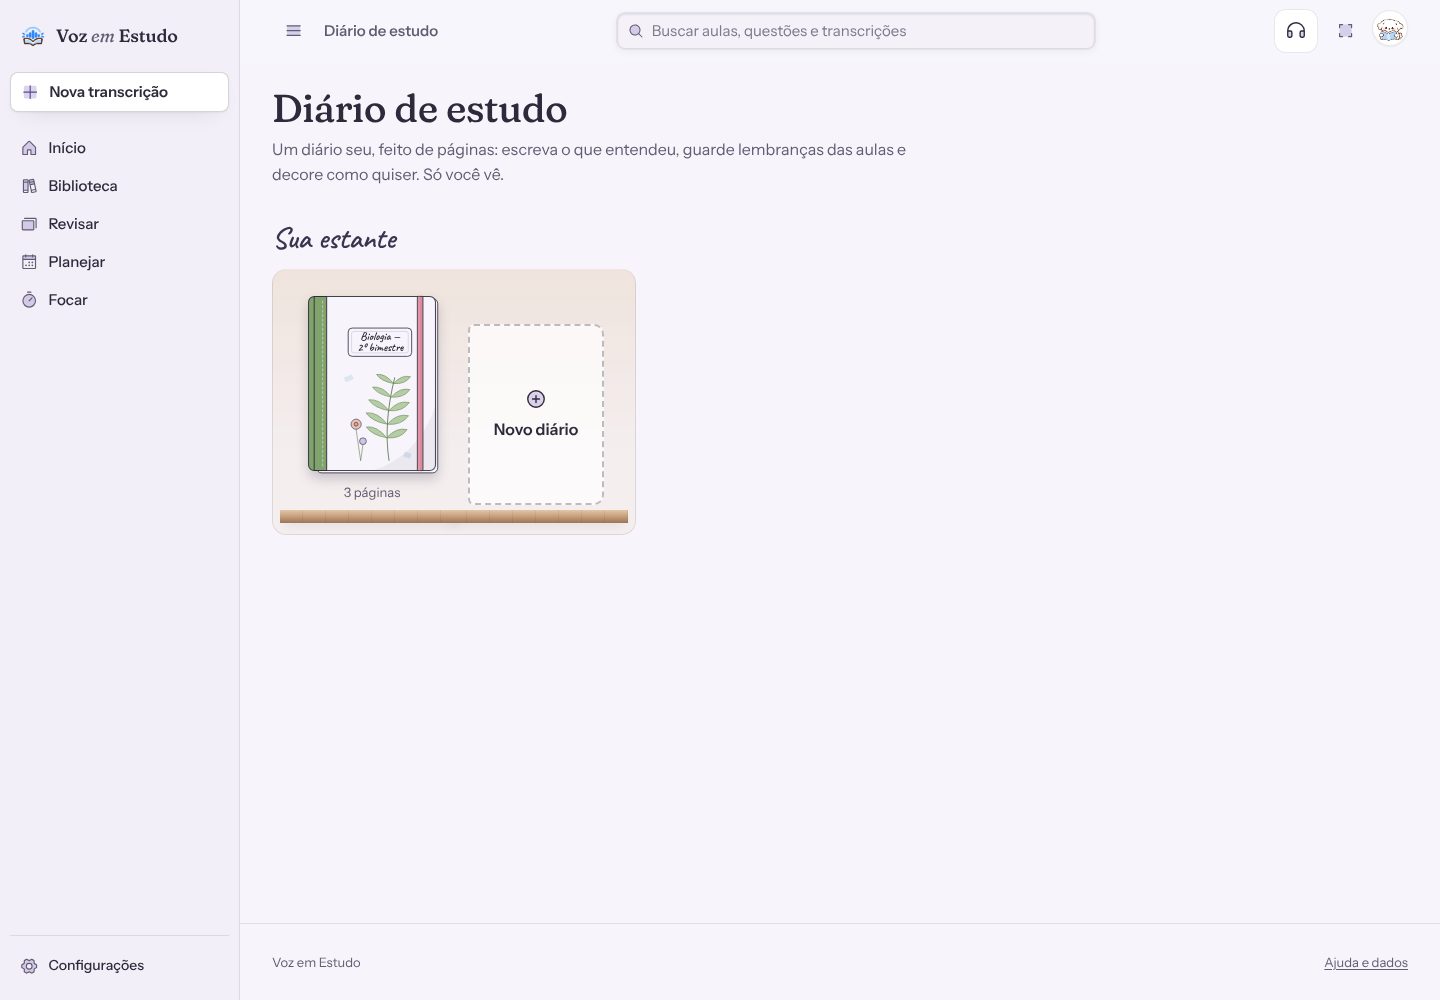 Voz em Estudo
Nova transcrição
Início
Biblioteca
Revisar
Planejar
Focar
Configurações
Diário de estudo
Buscar aulas, questões e transcrições
Diário de estudo
Um diário seu, feito de páginas: escreva o que entendeu, guarde lembranças das aulas e
decore como quiser. Só você vê.
Sua estante
Biologia –
2º bimestre
3 páginas
Novo diário
Voz em Estudo
Ajuda e dados